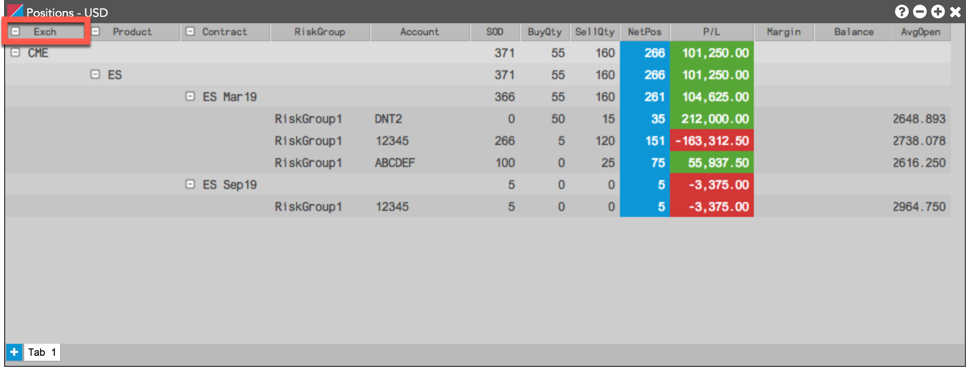 Positions - USD
Exch Product Contract RiskGroup Account SOD BuyQty SellQty NetPos P/L Margin Balance AvgOpen
CME 371 55 160 266 101,250.00
ES 371 55 160 266 101,250.00
ES Mar19 366 55 160 261 104,625.00
RiskGroup1 DNT2 0 50 15 35 212,000.00 2648.893
RiskGroup1 12345 266 5 120 151 -163,312.50 2738.078
RiskGroup1 ABCDEF 100 0 25 75 55,937.50 2616.250
ES Sep19 5 0 0 5 -3,375.00
RiskGroup1 12345 5 0 0 5 -3,375.00 2964.750
Tab 1